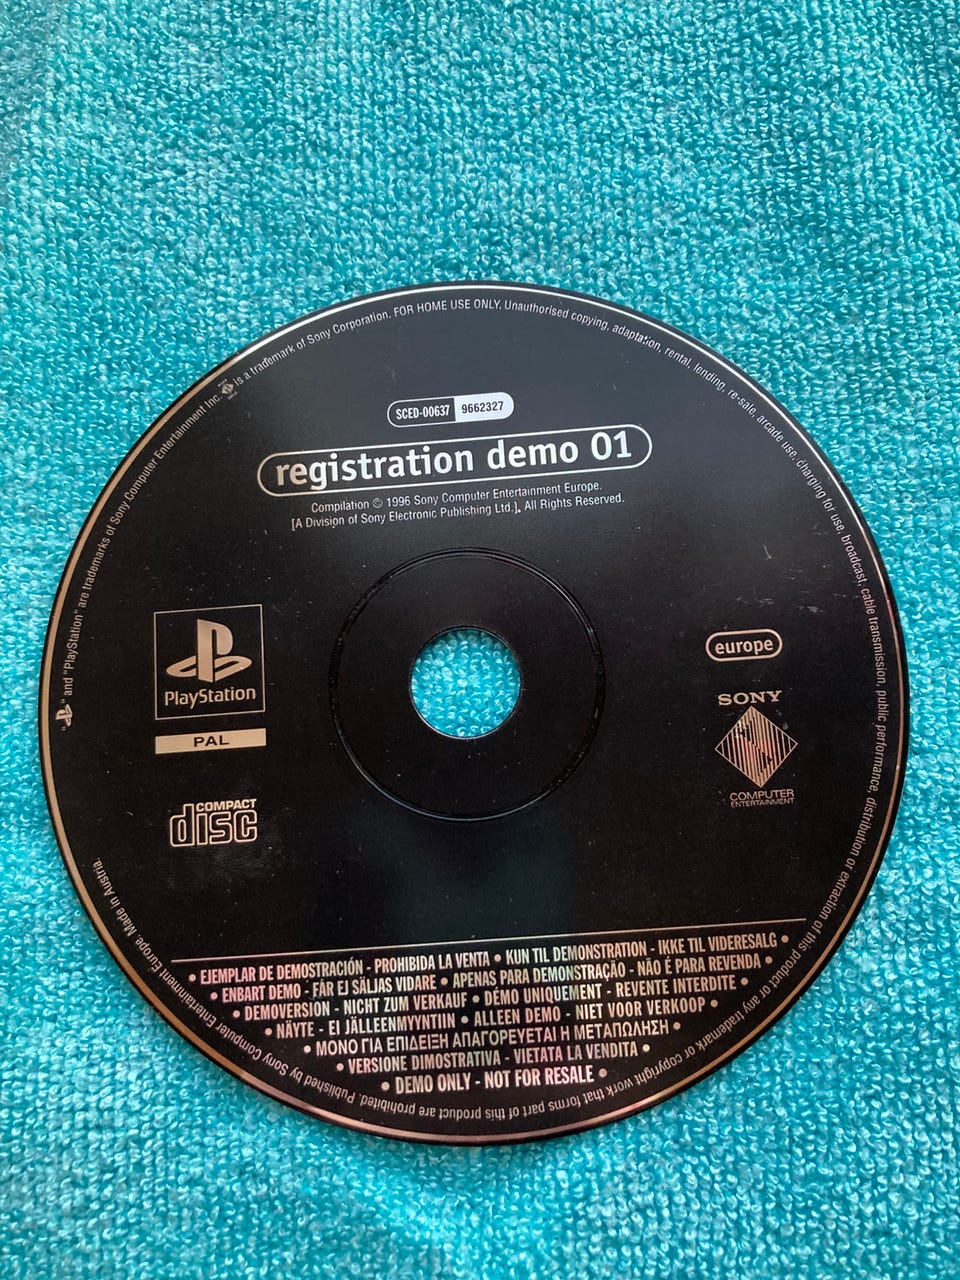 SCED-00637 9662327
registration demo 01
Compilation © 1996 Sony Computer Entertainment Europe.
[A Division of Sony Electronic Publishing Ltd.]. All Rights Reserved.
PlayStation
PAL
COMPACT
disc
europe
SONY
COMPUTER
ENTERTAINMENT
• EJEMPLAR DE DEMOSTRACIÓN - PROHIBIDA LA VENTA • KUN TIL DEMONSTRATION - IKKE TIL VIDERESALG •
• ENBART DEMO - FÅR EJ SÄLJAS VIDARE • APENAS PARA DEMONSTRAÇÃO - NÃO É PARA REVENDA •
• DEMOVERSION - NICHT ZUM VERKAUF • DÉMO UNIQUEMENT - REVENTE INTERDITE •
• NÄYTE - EI JÄLLEENMYYNTIIN • ALLEEN DEMO - NIET VOOR VERKOOP •
• ΜΟΝΟ ΓΙΑ ΕΠΙΔΕΙΞΗ ΑΠΑΓΟΡΕΥΕΤΑΙ Η ΜΕΤΑΠΩΛΗΣΗ •
• VERSIONE DIMOSTRATIVA - VIETATA LA VENDITA •
• DEMO ONLY - NOT FOR RESALE •
" " and "PlayStation" are trademarks of Sony Computer Entertainment Inc. is a trademark of Sony Corporation. FOR HOME USE ONLY. Unauthorised copying, adaptation, rental, lending, re-sale, arcade use, charging for use, broadcast, cable transmission, public performance, distribution or extraction of this product or any trademark or copyright work that forms part of this product are prohibited. Published by Sony Computer Entertainment Europe. Made in Austria.